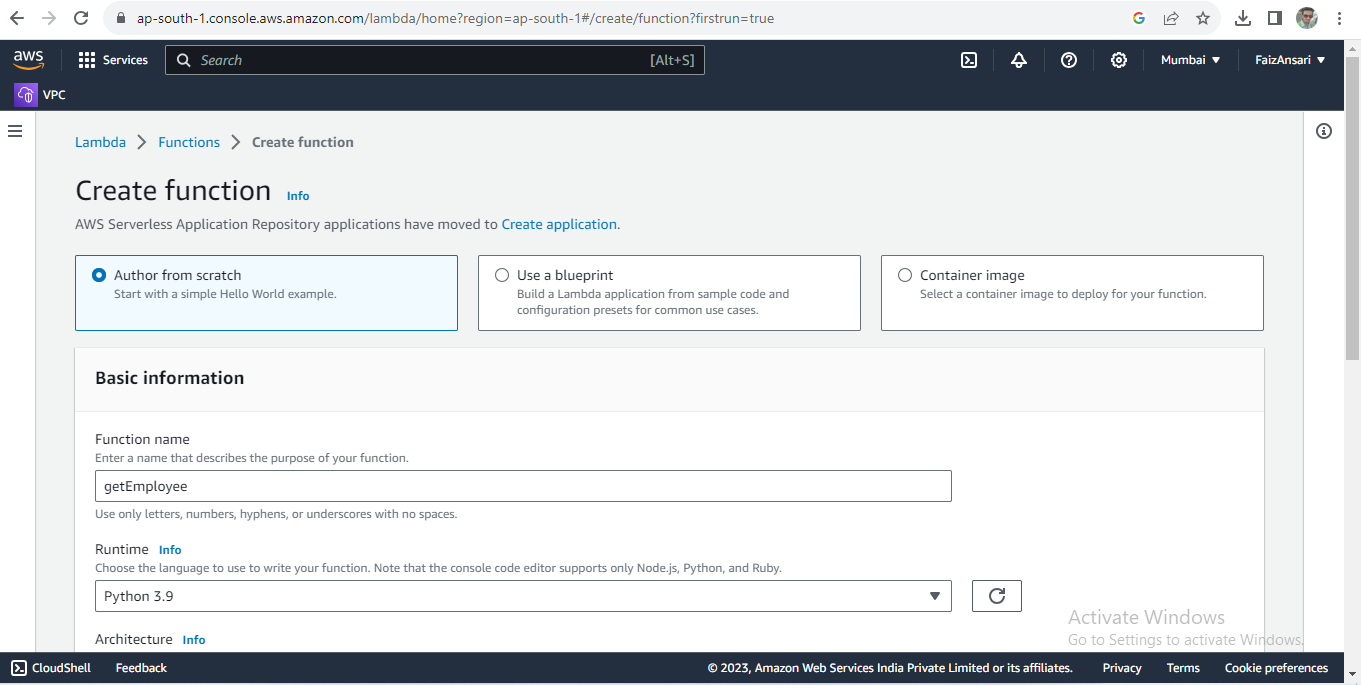 ap-south-1.console.aws.amazon.com/lambda/home?region=ap-south-1#/create/function?firstrun=true
aws Services Search [Alt+S] Mumbai FaizAnsari
VPC
Lambda Functions Create function
Create function Info
AWS Serverless Application Repository applications have moved to Create application.
Author from scratch
Start with a simple Hello World example.
Use a blueprint
Build a Lambda application from sample code and
configuration presets for common use cases.
Container image
Select a container image to deploy for your function.
Basic information
Function name
Enter a name that describes the purpose of your function.
getEmployee
Use only letters, numbers, hyphens, or underscores with no spaces.
Runtime Info
Choose the language to use to write your function. Note that the console code editor supports only Node.js, Python, and Ruby.
Python 3.9
Architecture Info
Activate Windows
Go to Settings to activate Windows.
CloudShell Feedback © 2023, Amazon Web Services India Private Limited or its affiliates. Privacy Terms Cookie preferences